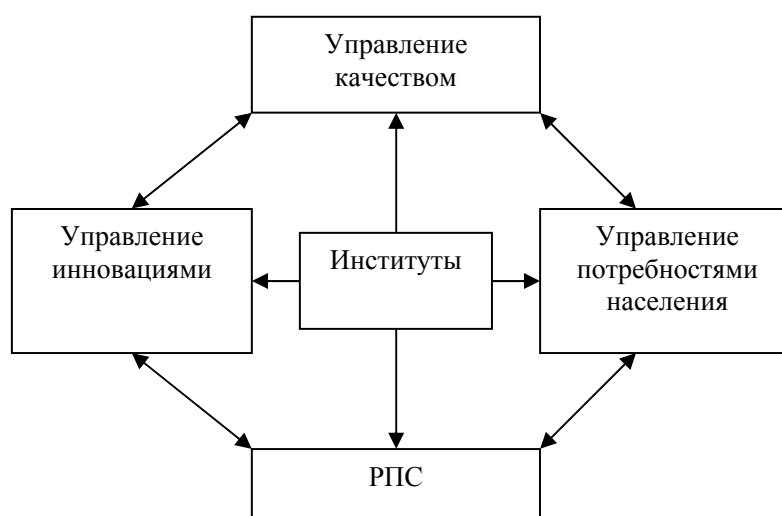 Управление
качеством
Управление
инновациями
Институты
Управление
потребностями
населения
РПС